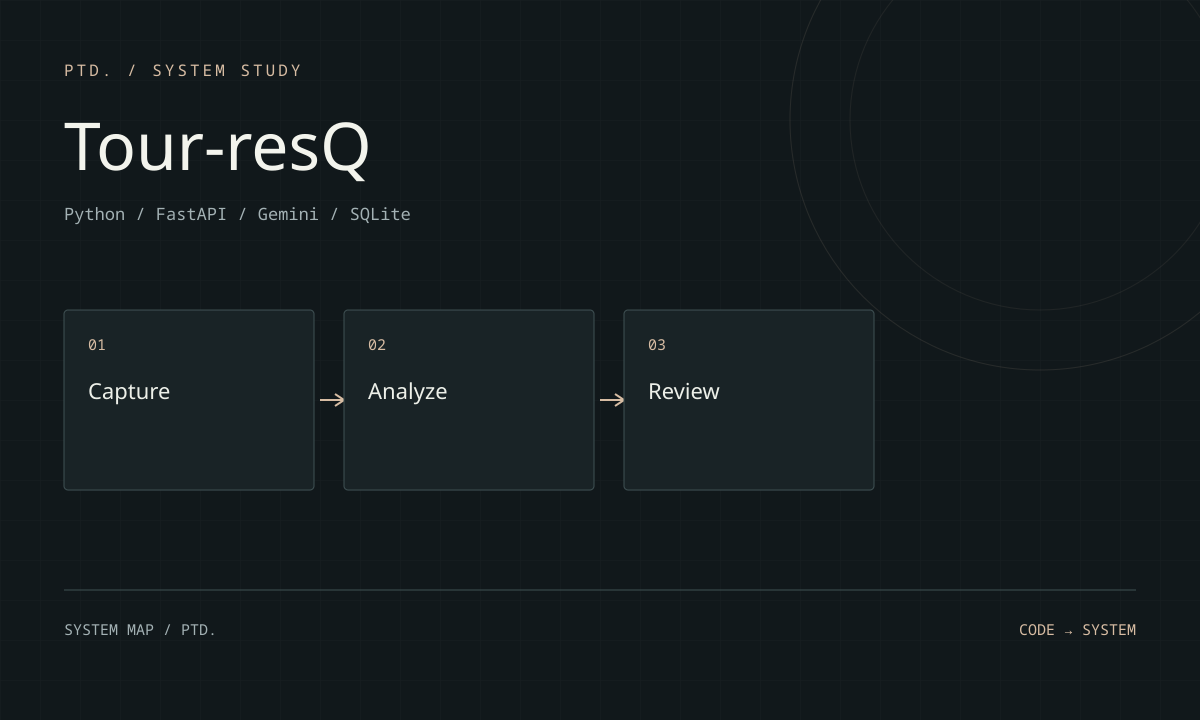 PTD. / SYSTEM STUDY
Tour-resQ
Python / FastAPI / Gemini / SQLite
01
Capture
02
Analyze
03
Review
SYSTEM MAP / PTD.
CODE → SYSTEM